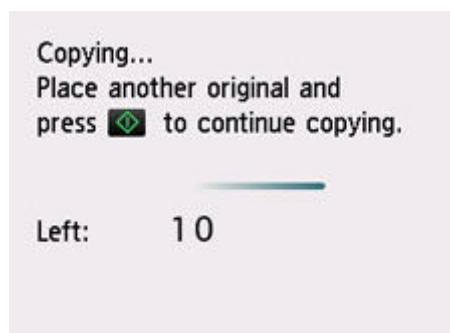 Copying...
Place another original and
press to continue copying.
Left: 10